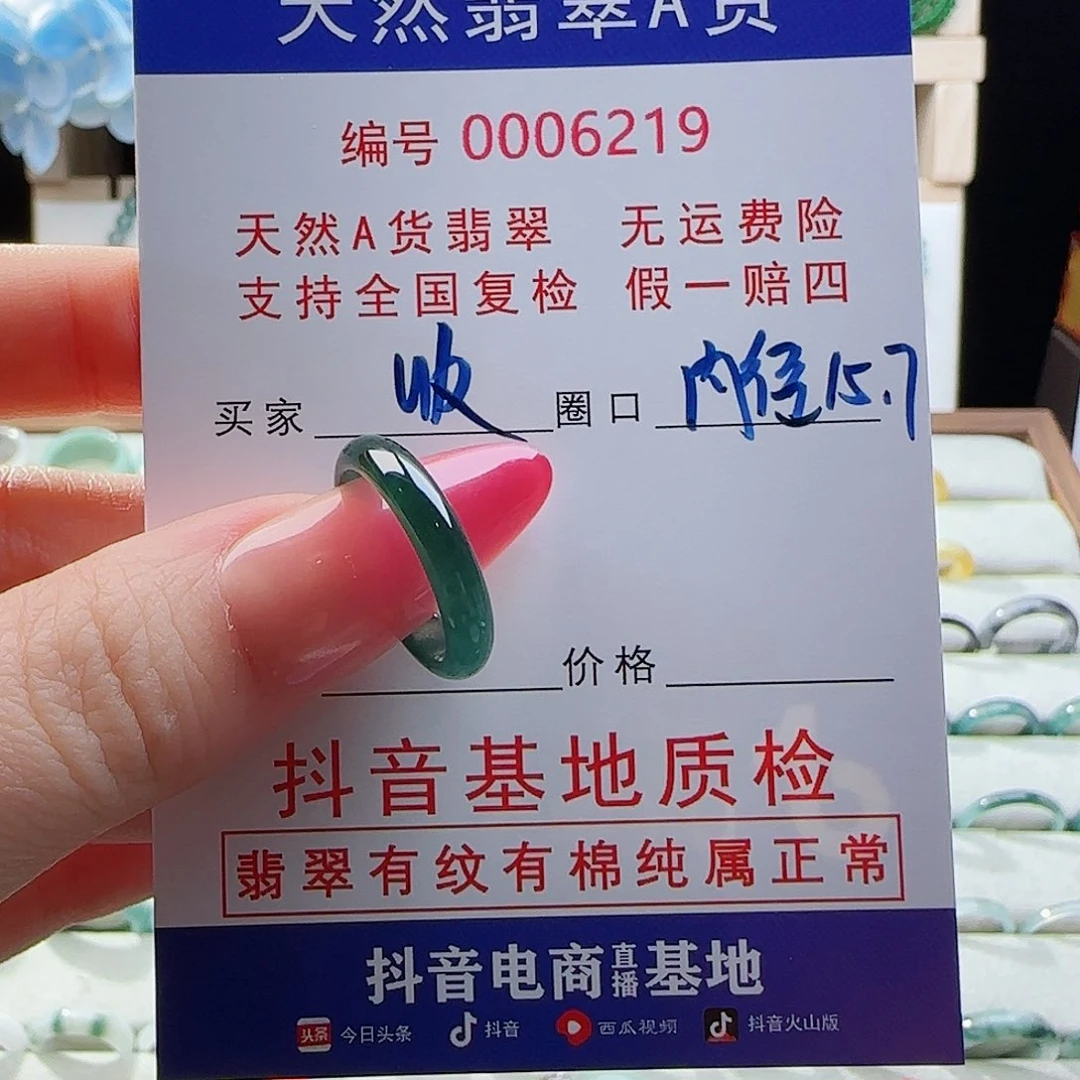 天然翡翠A货
编号 0006219
天然A货翡翠 无运费险
支持全国复检 假一赔四
买家 收 圈口 内径15.7
价格
抖音基地质检
翡翠有纹有棉纯属正常
抖音电商直播基地
头条 今日头条 抖音 西瓜视频 抖音火山版